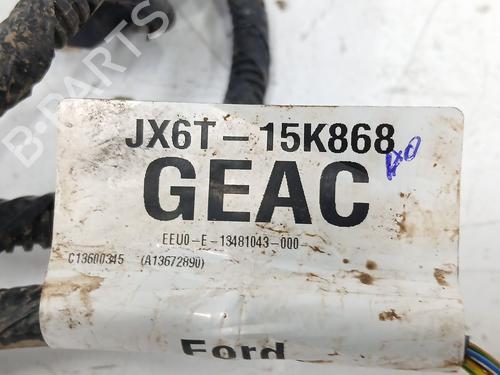 B-PARTS
JX6T-15K868
GEAC
EEU0-E-13481043-000-
C13600345 (A13672890)
Ford